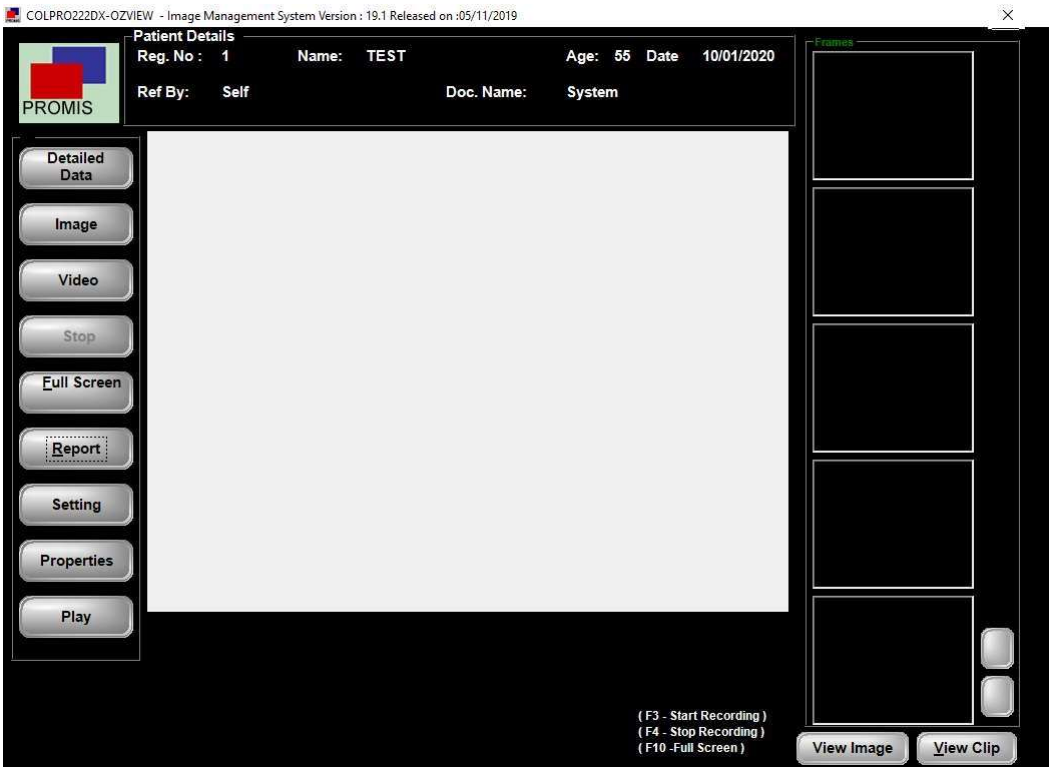 COLPRO222DX-OZVIEW - Image Management System Version : 19.1 Released on :05/11/2019
Patient Details
Reg. No : 1 Name: TEST Age: 55 Date 10/01/2020
Ref By: Self Doc. Name: System
PROMIS
Detailed
Data
Image
Video
Stop
Full Screen
Report
Setting
Properties
Play
Frames
( F3 - Start Recording )
( F4 - Stop Recording )
( F10 -Full Screen )
View Image View Clip